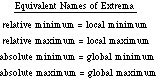 Equivalent Names of Extrema
relative minimum = local minimum
relative maximum = local maximum
absolute minimum = global minimum
absolute maximum = global maximum